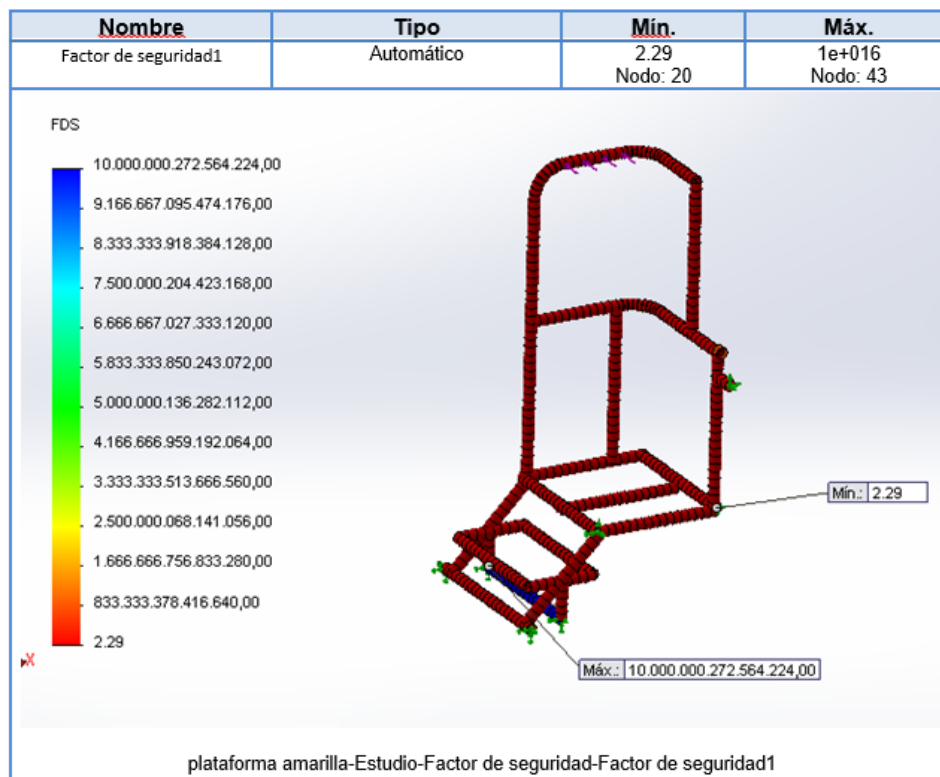 Nombre Tipo Mín. Máx.
Factor de seguridad1 Automático 2.29 1e+016
Nodo: 20 Nodo: 43
FDS
10.000.000.272.564.224,00
9.166.667.095.474.176,00
8.333.333.918.384.128,00
7.500.000.204.423.168,00
6.666.667.027.333.120,00
5.833.333.850.243.072,00
5.000.000.136.282.112,00
4.166.666.959.192.064,00
3.333.333.513.666.560,00
2.500.000.068.141.056,00
1.666.666.756.833.280,00
833.333.378.416.640,00
2.29
Mín.: 2.29
X
Máx.: 10.000.000.272.564.224,00
plataforma amarilla-Estudio-Factor de seguridad-Factor de seguridad1